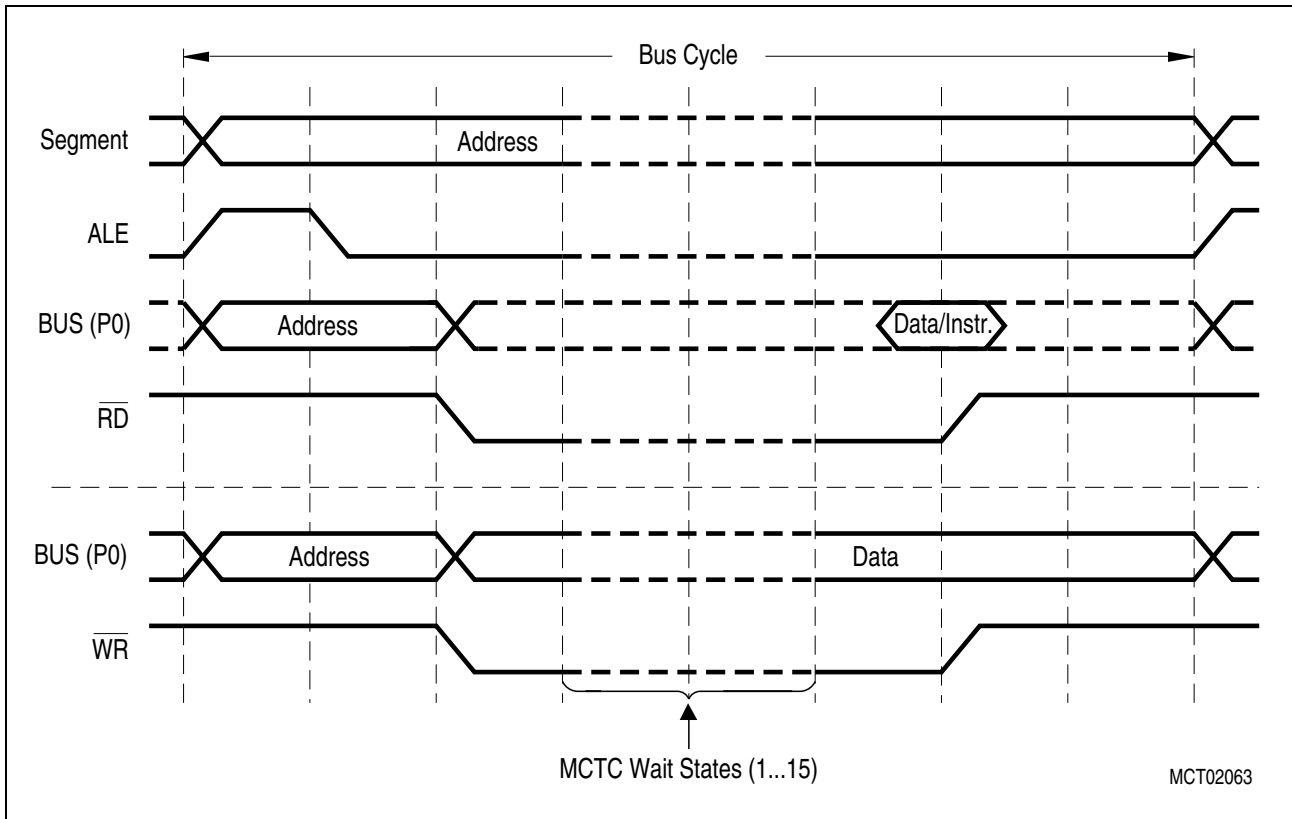 Bus Cycle
Segment
Address
ALE
BUS (P0)
Address
Data/Instr.
RD
BUS (P0)
Address
Data
WR
MCTC Wait States (1...15)
MCT02063